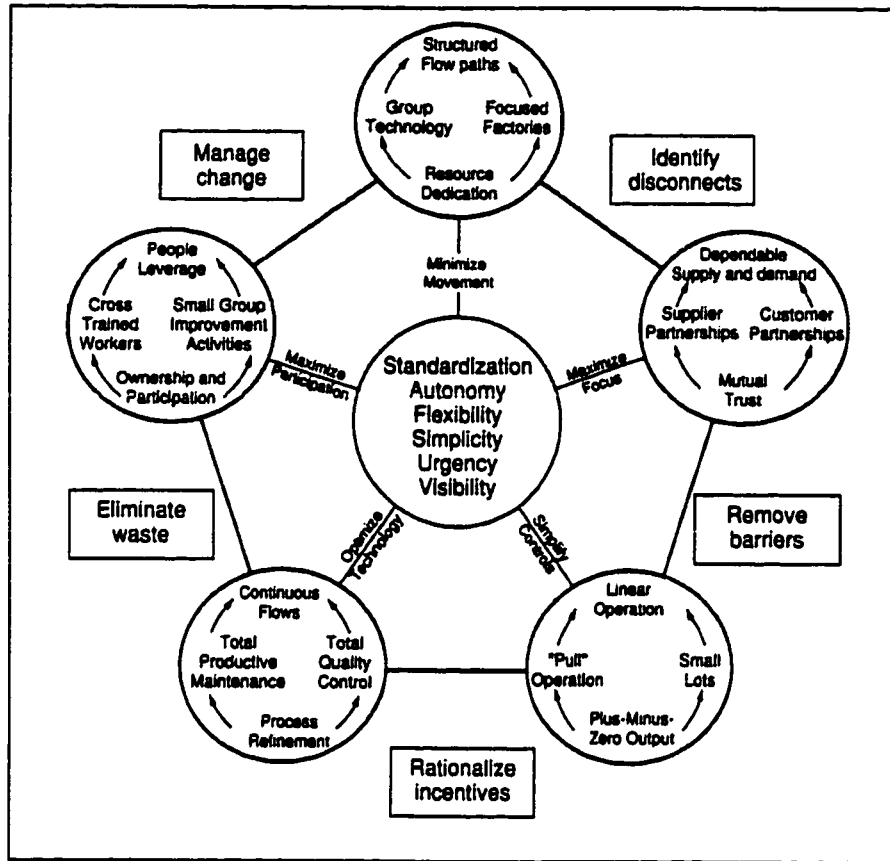 Structured
Flow paths
Group
Technology
Focused
Factories
Resource
Dedication
Manage
change
Identify
disconnects
Minimize
Movement
People
Leverage
Cross
Trained
Workers
Small Group
Improvement
Activities
Ownership and
Participation
Dependable
Supply and demand
Supplier
Partnerships
Customer
Partnerships
Mutual
Trust
Maximize
Participation
Maximize
Focus
Standardization
Autonomy
Flexibility
Simplicity
Urgency
Visibility
Eliminate
waste
Remove
barriers
Optimize
Technology
Simplify
Controls
Continuous
Flows
Total
Productive
Maintenance
Total
Quality
Control
Process
Refinement
Linear
Operation
"Pull"
Operation
Small
Lots
Plus-Minus-
Zero Output
Rationalize
incentives